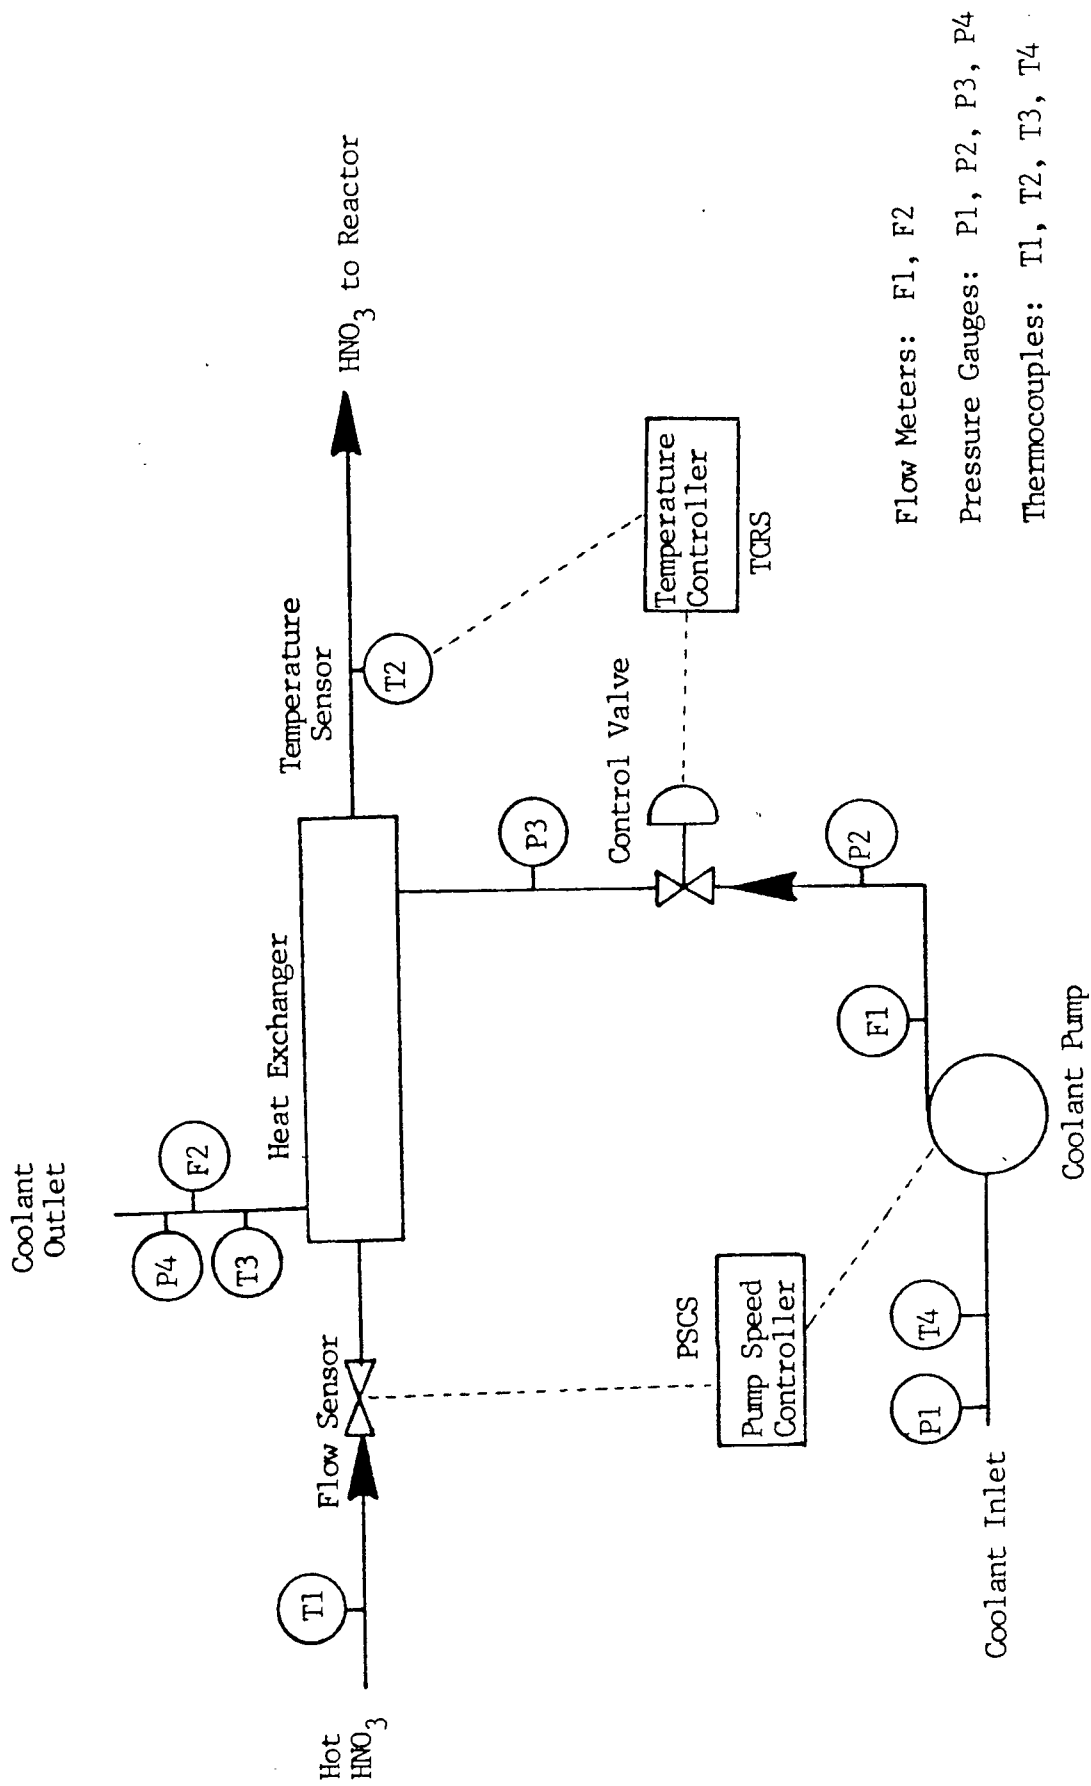 Coolant
Outlet
P4
F2
T3
Heat Exchanger
Temperature
Sensor
T1
Flow Sensor
Hot
HNO3
HNO3 to Reactor
T2
P3
Control Valve
Temperature
Controller
TCRS
PSCS
Pump Speed
Controller
P2
F1
P1
T4
Coolant Inlet
Coolant Pump
Flow Meters: F1, F2
Pressure Gauges: P1, P2, P3, P4
Thermocouples: T1, T2, T3, T4